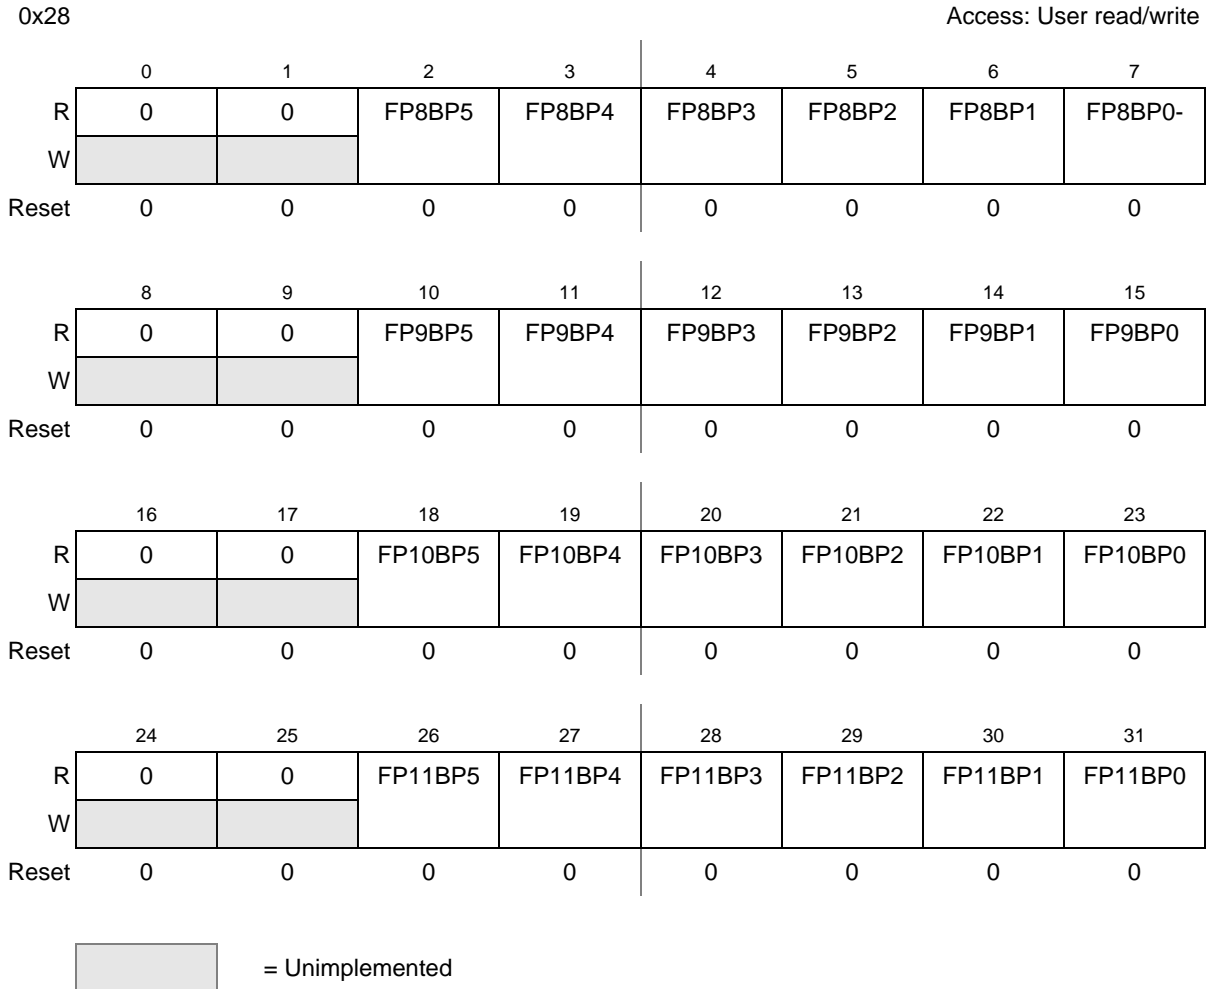 0x28 Access: User read/write
0 1 2 3 4 5 6 7
R 0 0 FP8BP5 FP8BP4 FP8BP3 FP8BP2 FP8BP1 FP8BP0-
W
Reset 0 0 0 0 0 0 0 0
8 9 10 11 12 13 14 15
R 0 0 FP9BP5 FP9BP4 FP9BP3 FP9BP2 FP9BP1 FP9BP0
W
Reset 0 0 0 0 0 0 0 0
16 17 18 19 20 21 22 23
R 0 0 FP10BP5 FP10BP4 FP10BP3 FP10BP2 FP10BP1 FP10BP0
W
Reset 0 0 0 0 0 0 0 0
24 25 26 27 28 29 30 31
R 0 0 FP11BP5 FP11BP4 FP11BP3 FP11BP2 FP11BP1 FP11BP0
W
Reset 0 0 0 0 0 0 0 0
= Unimplemented